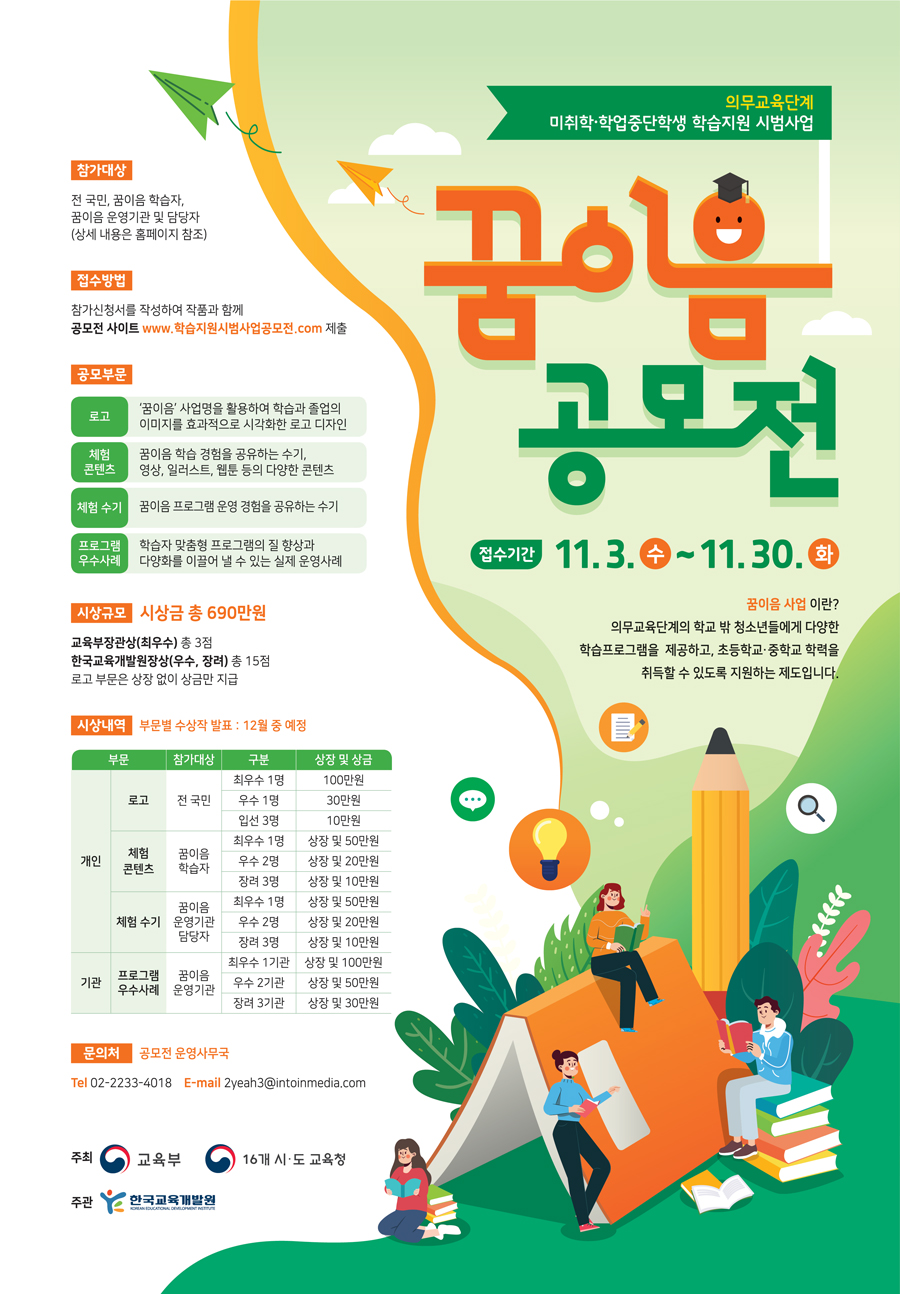 의무교육단계
미취학·학업중단학생 학습지원 시범사업
꿈이음
공모전
접수기간 11. 3. 수 ~ 11. 30. 화
꿈이음 사업 이란?
의무교육단계의 학교 밖 청소년들에게 다양한
학습프로그램을 제공하고, 초등학교·중학교 학력을
취득할 수 있도록 지원하는 제도입니다.
참가대상
전 국민, 꿈이음 학습자,
꿈이음 운영기관 및 담당자
(상세 내용은 홈페이지 참조)
접수방법
참가신청서를 작성하여 작품과 함께
공모전 사이트 www.학습지원시범사업공모전.com 제출
공모부문
로고
'꿈이음' 사업명을 활용하여 학습과 졸업의
이미지를 효과적으로 시각화한 로고 디자인
체험
콘텐츠
꿈이음 학습 경험을 공유하는 수기,
영상, 일러스트, 웹툰 등의 다양한 콘텐츠
체험 수기
꿈이음 프로그램 운영 경험을 공유하는 수기
프로그램
우수사례
학습자 맞춤형 프로그램의 질 향상과
다양화를 이끌어 낼 수 있는 실제 운영사례
시상규모 시상금 총 690만원
교육부장관상(최우수) 총 3점
한국교육개발원장상(우수, 장려) 총 15점
로고 부문은 상장 없이 상금만 지급
시상내역 부문별 수상작 발표 : 12월 중 예정
부문 참가대상 구분 상장 및 상금
개인
로고
전 국민
최우수 1명 100만원
우수 1명 30만원
입선 3명 10만원
체험
콘텐츠
꿈이음
학습자
최우수 1명 상장 및 50만원
우수 2명 상장 및 20만원
장려 3명 상장 및 10만원
체험 수기
꿈이음
운영기관
담당자
최우수 1명 상장 및 50만원
우수 2명 상장 및 20만원
장려 3명 상장 및 10만원
기관
프로그램
우수사례
꿈이음
운영기관
최우수 1기관 상장 및 100만원
우수 2기관 상장 및 50만원
장려 3기관 상장 및 30만원
문의처 공모전 운영사무국
Tel 02-2233-4018 E-mail 2yeah3@intoinmedia.com
주최 교육부 16개 시·도 교육청
주관 한국교육개발원
KOREAN EDUCATIONAL DEVELOPMENT INSTITUTE